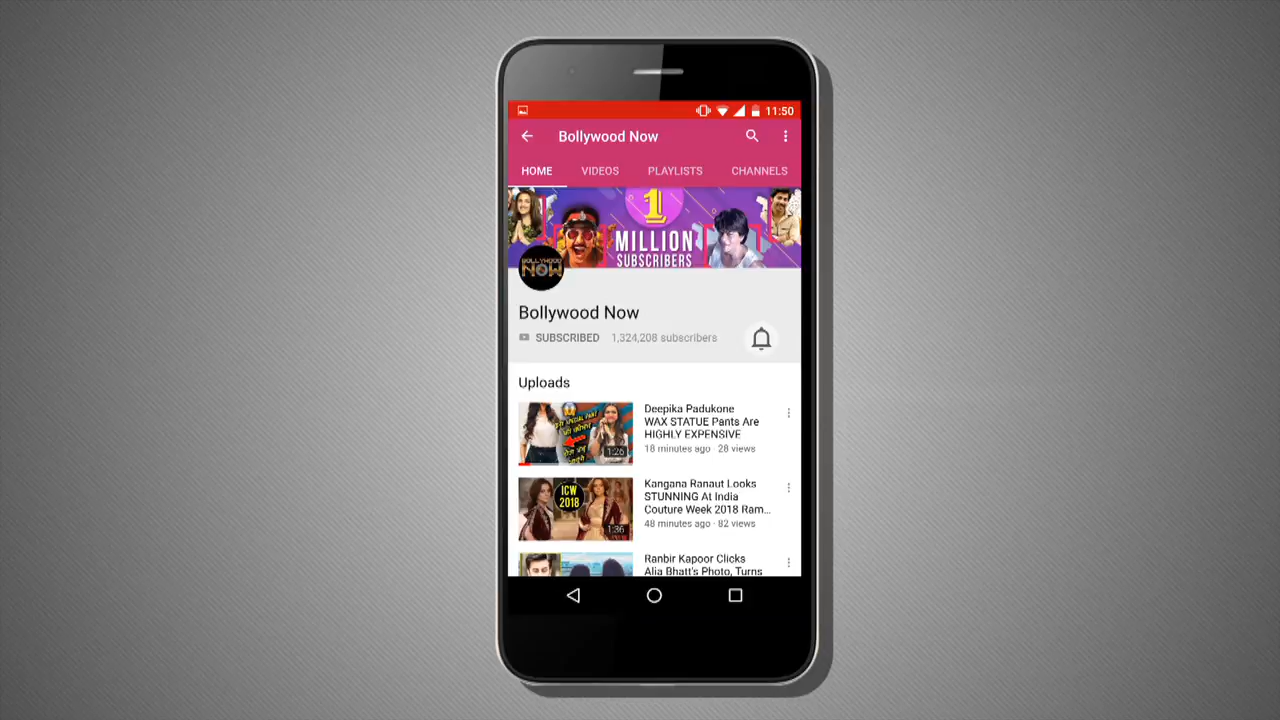 11:50
Bollywood Now
HOME VIDEOS PLAYLISTS CHANNELS
1
MILLION
SUBSCRIBERS
BOLLYWOOD
NOW
Bollywood Now
SUBSCRIBED 1,324,208 subscribers
Uploads
Deepika Padukone
WAX STATUE Pants Are
HIGHLY EXPENSIVE
18 minutes ago · 28 views
1:26
Kangana Ranaut Looks
STUNNING At India
Couture Week 2018 Ram...
48 minutes ago · 82 views
ICW
2018
1:36
Ranbir Kapoor Clicks
Alia Bhatt's Photo, Turns